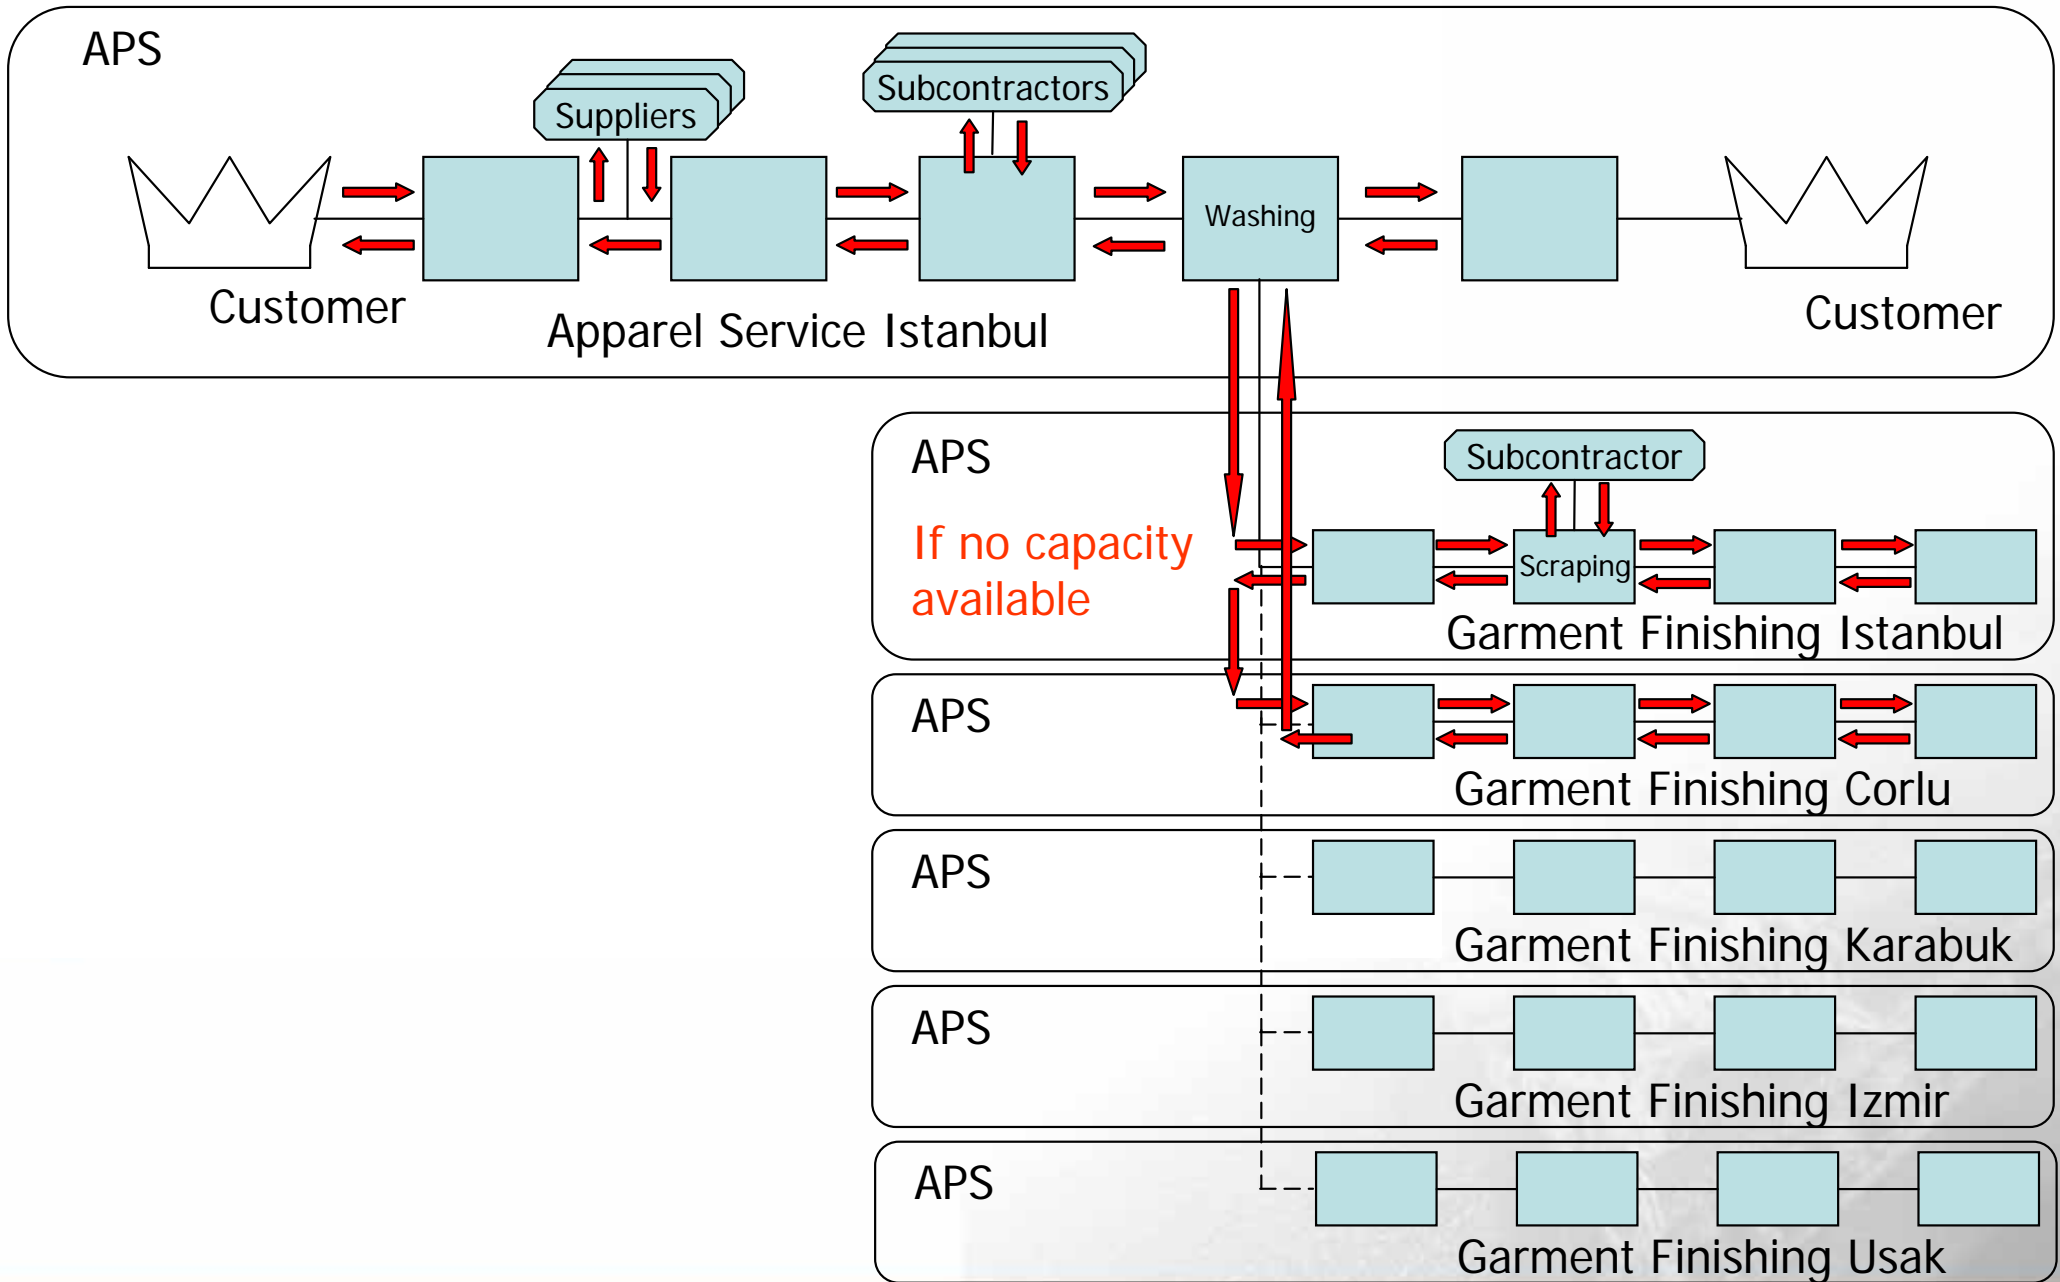 APS
Suppliers
Subcontractors
Washing
Customer
Apparel Service Istanbul
Customer
APS
Subcontractor
If no capacity
available
Scraping
Garment Finishing Istanbul
APS
Garment Finishing Corlu
APS
Garment Finishing Karabuk
APS
Garment Finishing Izmir
APS
Garment Finishing Usak